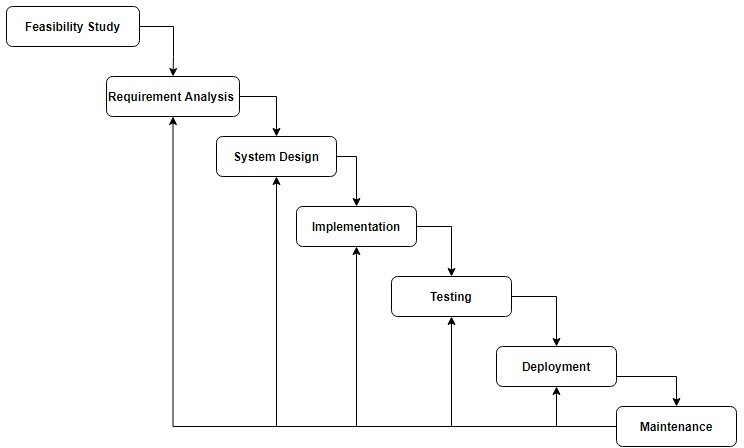 Feasibility Study
Requirement Analysis
System Design
Implementation
Testing
Deployment
Maintenance